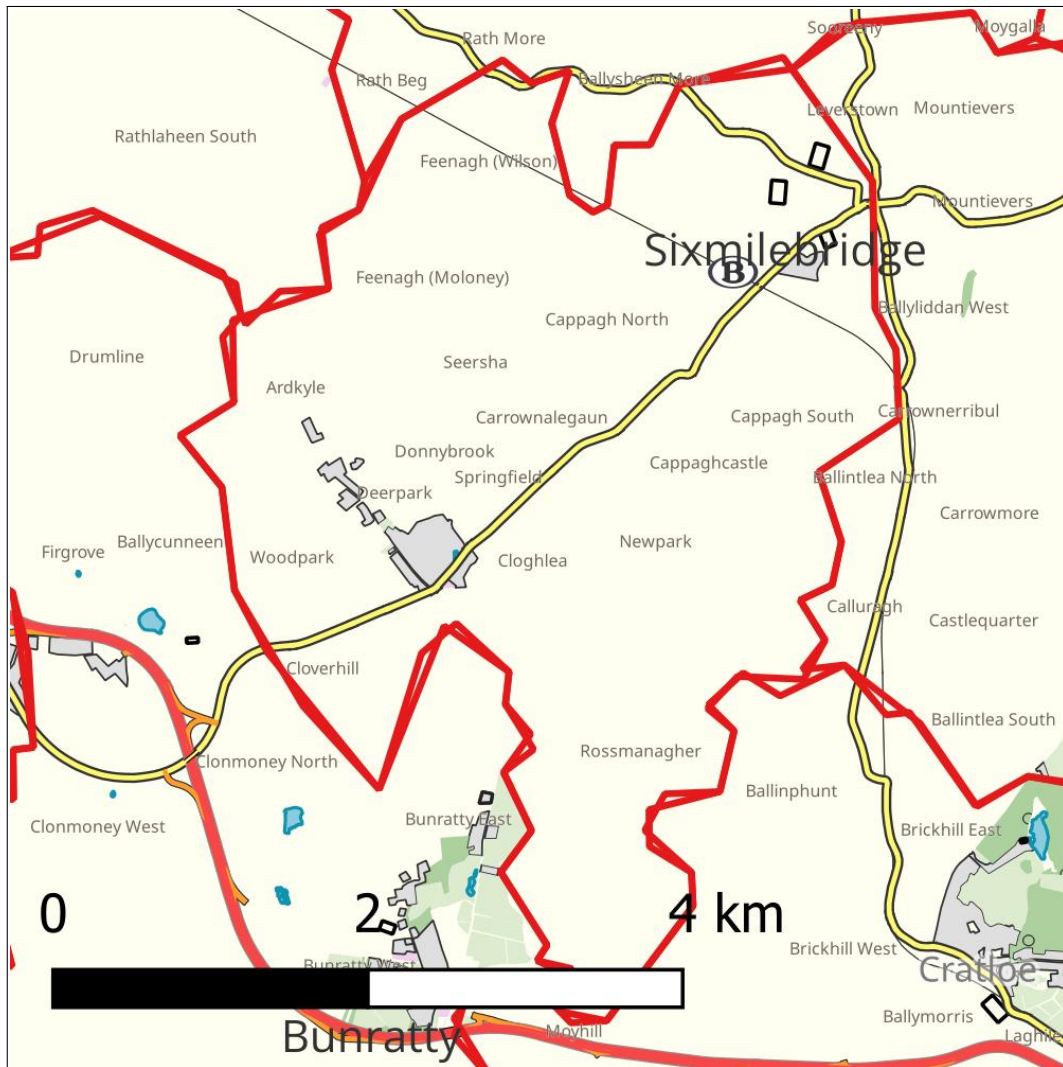 Sooreeny
Moygalla
Rath More
Rath Beg
Ballysheen More
Leverstown
Mountievers
Rathlaheen South
Feenagh (Wilson)
Mountievers
Sixmilebridge
B
Feenagh (Moloney)
Ballyliddan West
Cappagh North
Drumline
Seersha
Ardkyle
Carrownalegaun
Cappagh South
Carrownerribul
Donnybrook
Cappaghcastle
Springfield
Ballintlea North
Deerpark
Carrowmore
Ballycunneen
Newpark
Firgrove
Woodpark
Cloghlea
Calluragh
Castlequarter
Cloverhill
Ballintlea South
Rossmanagher
Clonmoney North
Ballinphunt
Clonmoney West
Bunratty East
Brickhill East
0
2
4 km
Brickhill West
Bunratty West
Cratloe
Ballymorris
Bunratty
Moyhill